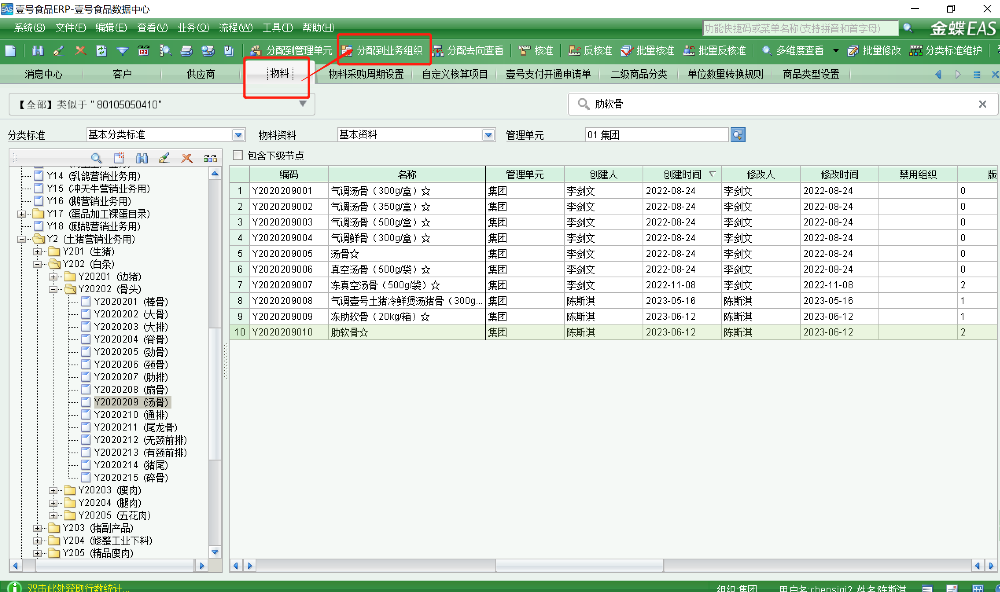 EAS 壹号食品ERP-壹号食品数据中心
系统(S) 文件(F) 编辑(E) 查看(V) 业务(O) 流程(W) 工具(T) 帮助(H) 功能快捷码或菜单名称(支持拼音和首字母) 金蝶EAS
123 分配到管理单元 分配到业务组织 分配去向查看 核准 反核准 批量核准 批量反核准 多维度查看 批量修改 分类标准维护
消息中心 客户 供应商 物料 物料采购周期设置 自定义核算项目 壹号支付开通申请单 二级商品分类 单位数量转换规则 商品类型设置
【全部】类似于 " 80105050410" 肋软骨
分类标准 基本分类标准 物料资料 基本资料 管理单元 01 集团
包含下级节点
Y14 (乳鸽营销业务用)
Y15 (冲天牛营销业务用)
Y16 (鹅营销业务用)
Y17 (蛋品加工裸蛋目录)
Y18 (鹧鸪营销业务用)
Y2 (土猪营销业务用)
Y201 (生猪)
Y202 (白条)
Y20201 (边猪)
Y20202 (骨头)
Y2020201 (棒骨)
Y2020202 (大骨)
Y2020203 (大排)
Y2020204 (脊骨)
Y2020205 (劲骨)
Y2020206 (颈骨)
Y2020207 (肋排)
Y2020208 (扇骨)
Y2020209 (汤骨)
Y2020210 (通排)
Y2020211 (尾龙骨)
Y2020212 (无颈前排)
Y2020213 (有颈前排)
Y2020214 (猪尾)
Y2020215 (碎骨)
Y20203 (瘦肉)
Y20204 (腿肉)
Y20205 (五花肉)
Y203 (猪副产品)
Y204 (修整工业下料)
Y205 (精品瘦肉)
编码 名称 管理单元 创建人 创建时间 修改人 修改时间 禁用组织 版
1 Y2020209001 气调汤骨（300g/盒）☆ 集团 李剑文 2022-08-24 李剑文 2022-08-24 0
2 Y2020209002 气调汤骨（350g/盒）☆ 集团 李剑文 2022-08-24 李剑文 2022-08-24 0
3 Y2020209003 气调汤骨（500g/盒）☆ 集团 李剑文 2022-08-24 李剑文 2022-08-24 0
4 Y2020209004 气调鲜骨（300g/盒）☆ 集团 李剑文 2022-08-24 李剑文 2022-08-24 0
5 Y2020209005 汤骨☆ 集团 李剑文 2022-08-24 李剑文 2022-08-24 0
6 Y2020209006 真空汤骨（500g/袋）☆ 集团 李剑文 2022-08-24 李剑文 2022-08-24 0
7 Y2020209007 冻真空汤骨（500g/袋）☆ 集团 李剑文 2022-11-08 李剑文 2022-11-08 2
8 Y2020209008 气调壹号土猪冷鲜煲汤猪骨（300g... 集团 陈斯淇 2023-05-16 陈斯淇 2023-05-16 1
9 Y2020209009 冻肋软骨（20kg/箱）☆ 集团 陈斯淇 2023-06-12 陈斯淇 2023-06-12 1
10 Y2020209010 肋软骨☆ 集团 陈斯淇 2023-06-12 陈斯淇 2023-06-12 2
双击此处获取行数统计... 组织:集团 用户名:chensiqi2 姓名:陈斯淇